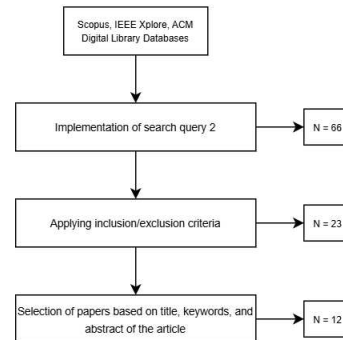 Scopus, IEEE Xplore, ACM
Digital Library Databases
Implementation of search query 2
N = 66
Applying inclusion/exclusion criteria
N = 23
Selection of papers based on title, keywords, and
abstract of the article
N = 12